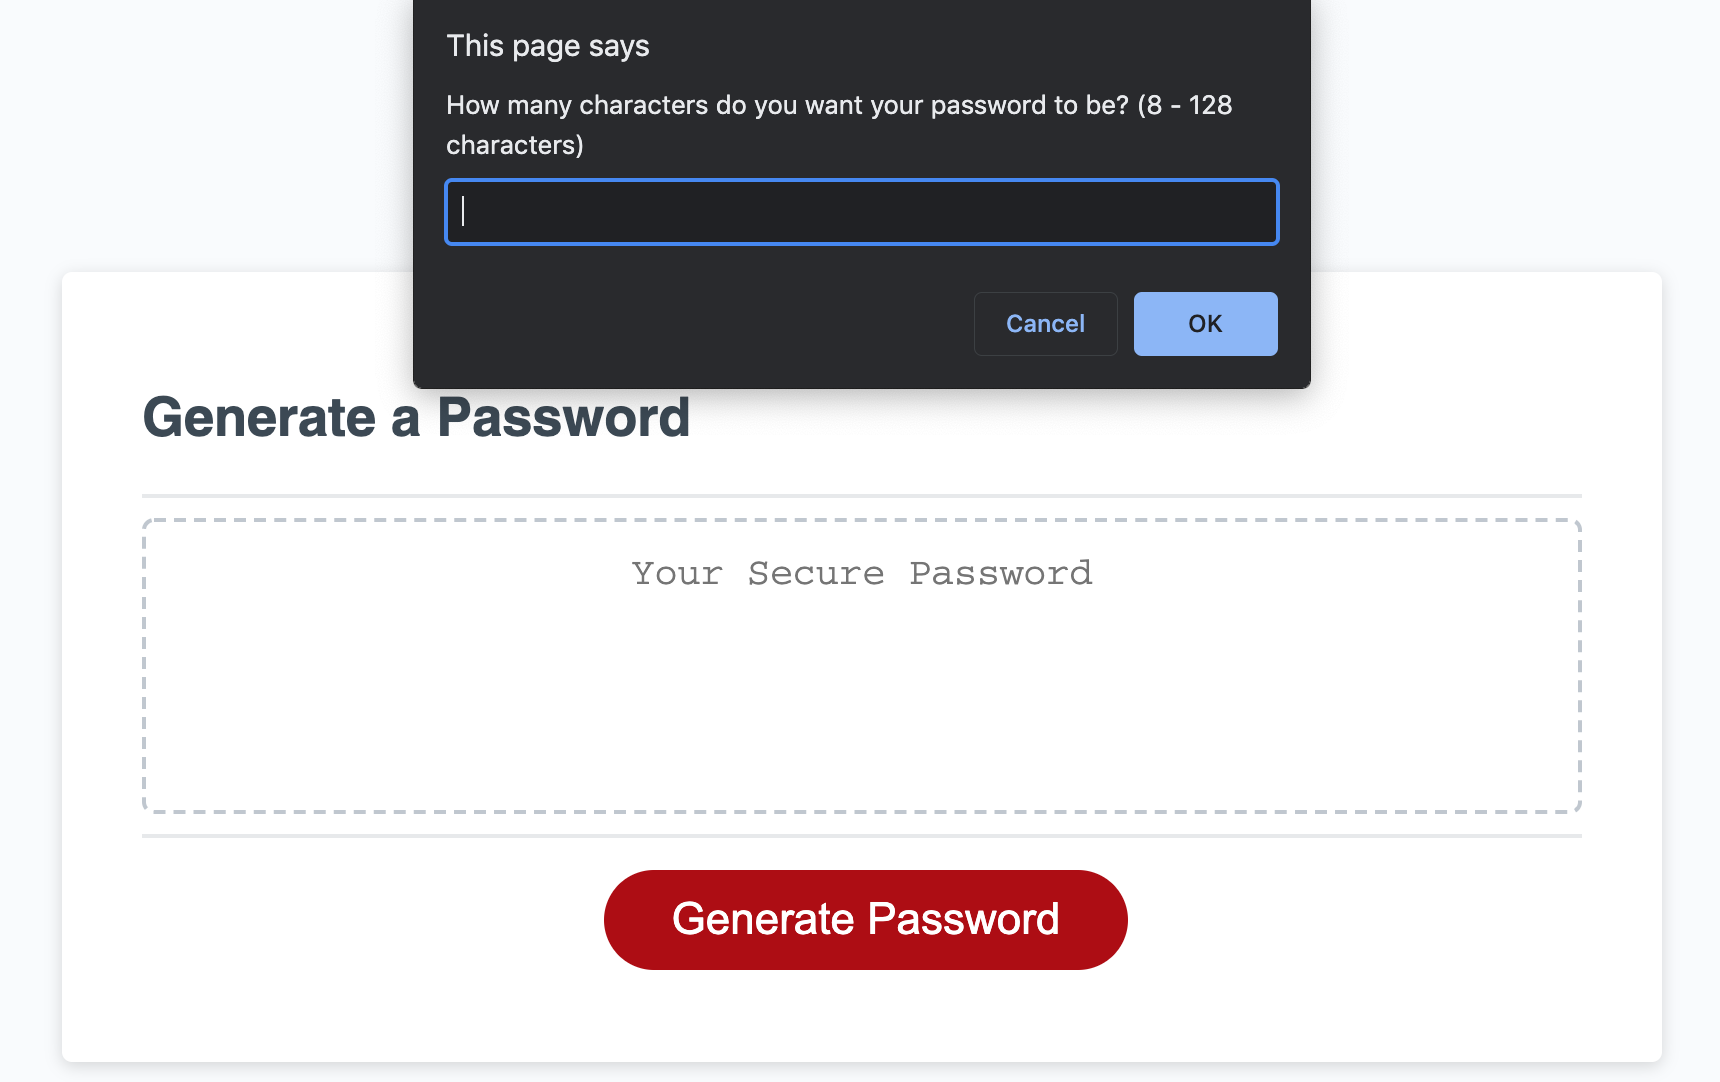 This page says
How many characters do you want your password to be? (8 - 128
characters)
Cancel
OK
Generate a Password
Your Secure Password
Generate Password